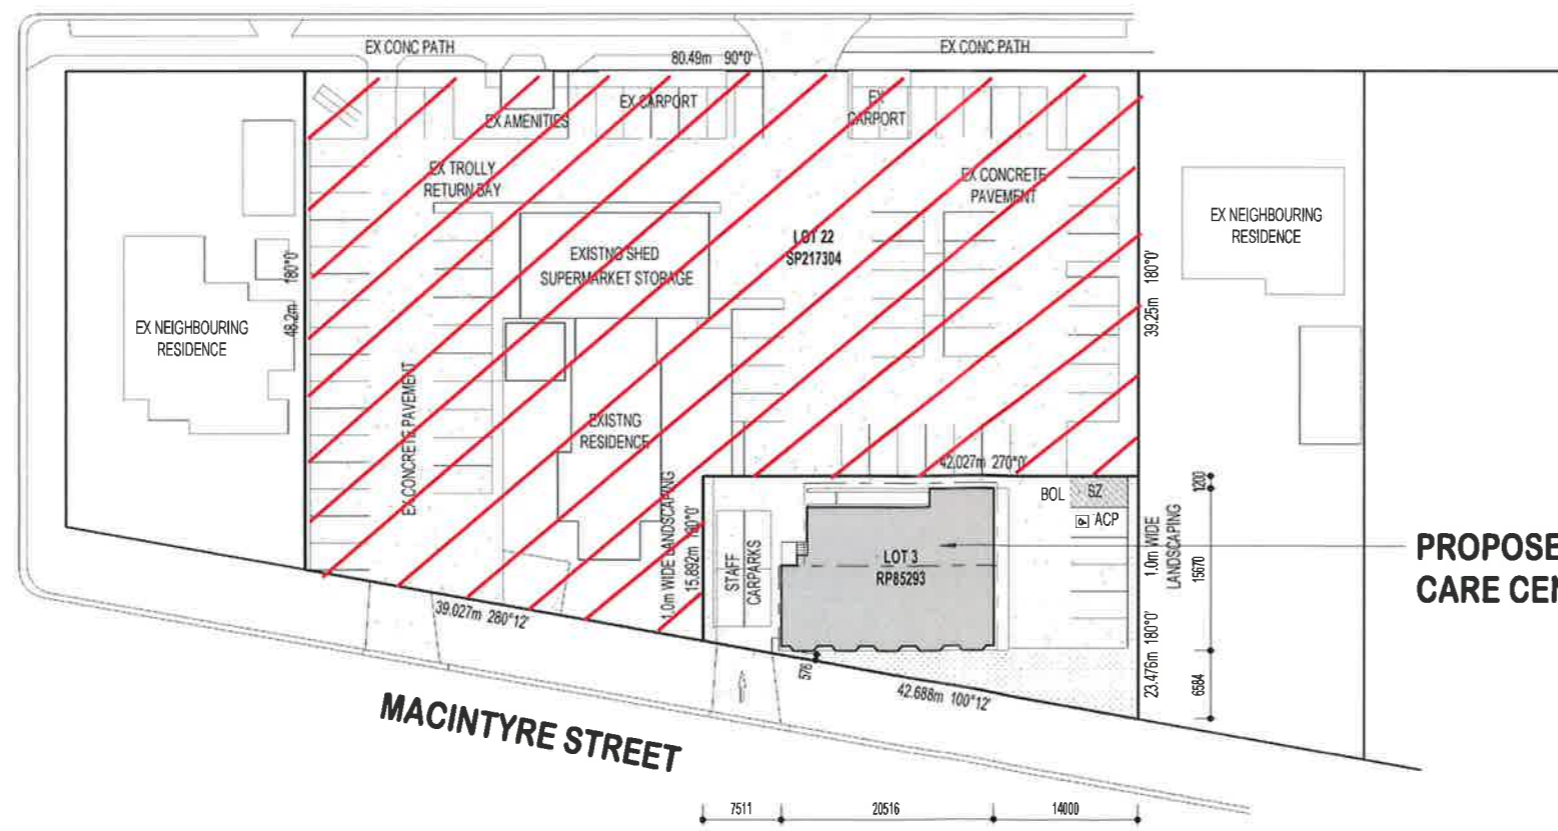 EX CONC PATH
EX CONC PATH
80.49m 90°0'
EX CARPORT
EX
CARPORT
EX AMENITIES
EX TROLLY
RETURN BAY
EX CONCRETE
PAVEMENT
EX NEIGHBOURING
RESIDENCE
LOT 22
SP217304
EXISTNG SHED
SUPERMARKET STORAGE
48.2m 180°0'
39.25m 180°0'
EX NEIGHBOURING
RESIDENCE
EX CONCRETE PAVEMENT
EXISTNG
RESIDENCE
42.027m 270°0'
1.0m WIDE LANDSCAPING
15.892m 180°0'
BOL
SZ
ACP
STAFF
CARPARKS
LOT 3
RP85293
1.0m WIDE
LANDSCAPING
1200
15670
6584
PROPOSE
CARE CEN
39.027m 280°12'
23.476m 180°0'
576
42.688m 100°12'
MACINTYRE STREET
7511
20516
14000